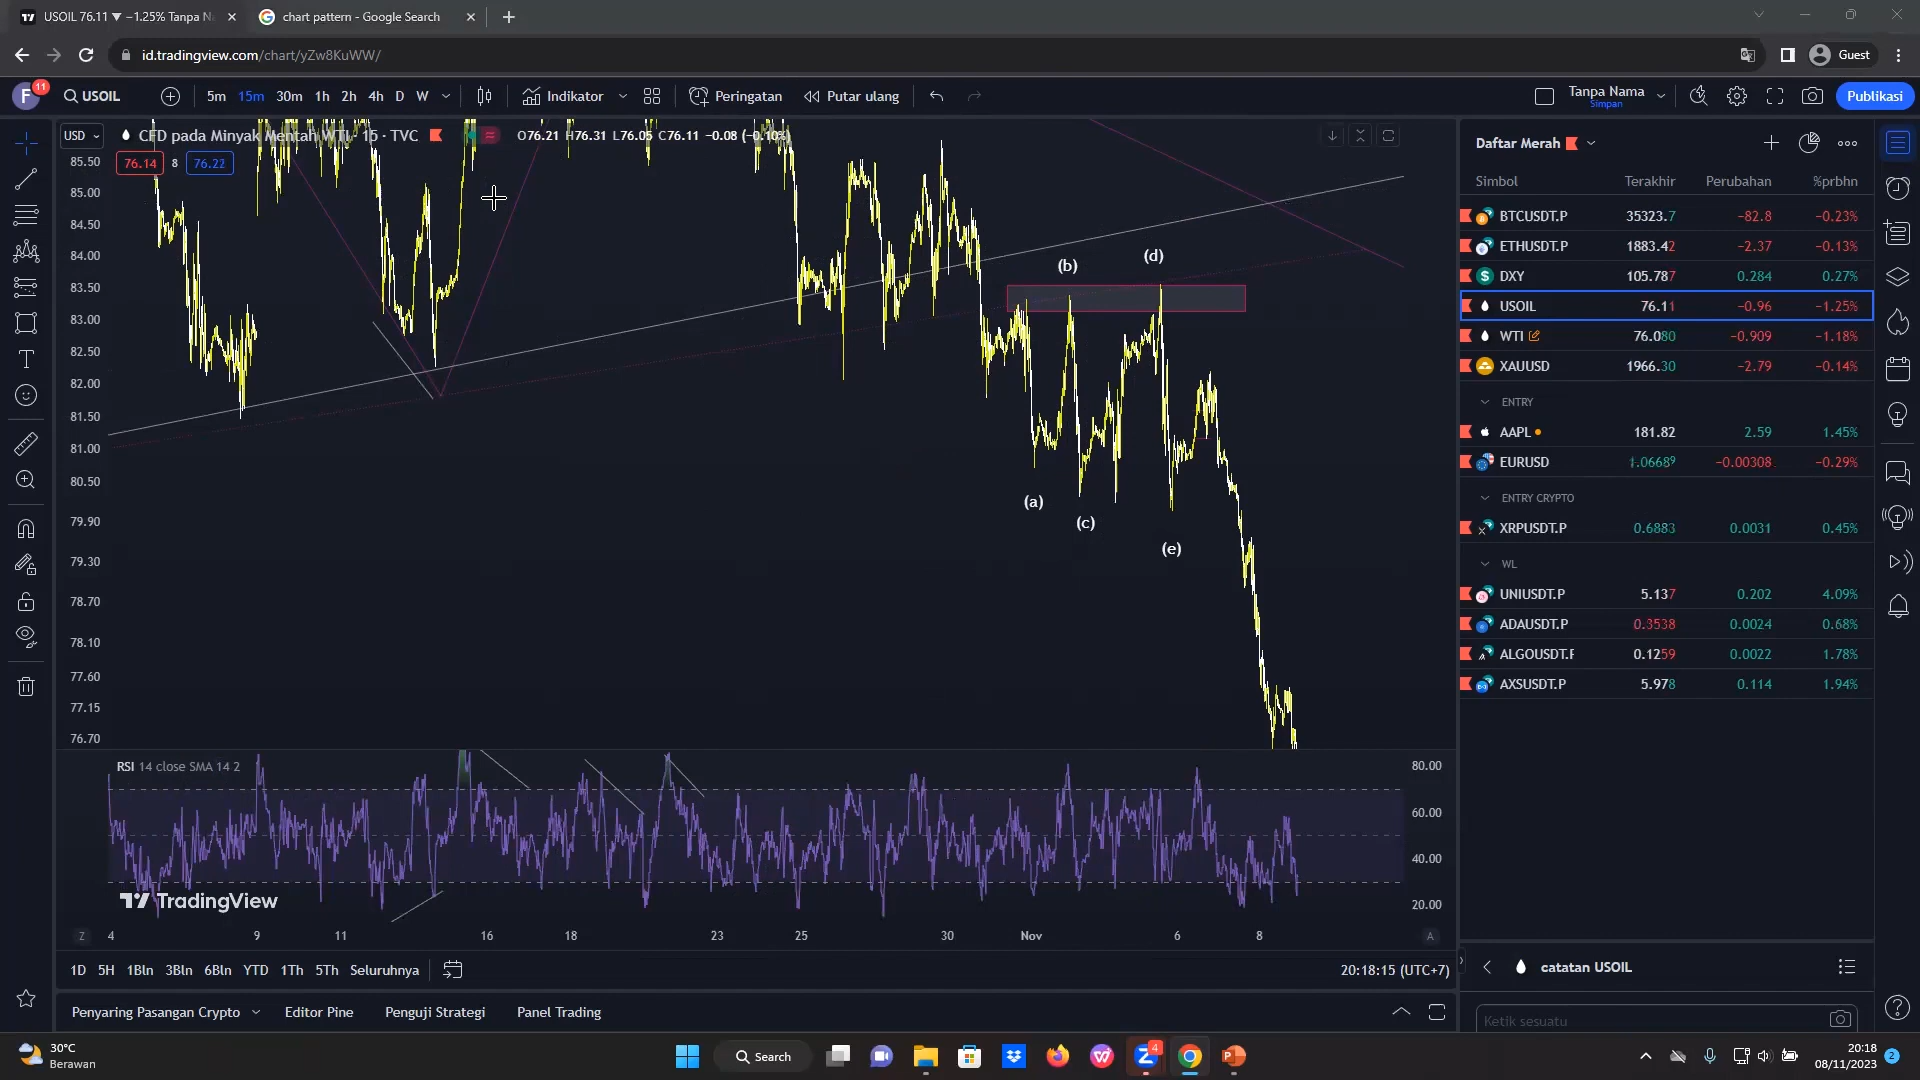 USOIL 76.11 ▼ −1.25% Tanpa N
chart pattern - Google Search
id.tradingview.com/chart/yZw8KuWW/
Guest
F
11
USOIL
5m 15m 30m 1h 2h 4h D W
Indikator
Peringatan
Putar ulang
Tanpa Nama
Simpan
Publikasi
USD
CFD pada Minyak Mentah WTI · 15 · TVC
O76.21 H76.31 L76.05 C76.11 −0.08 (−0.10%)
76.14 8 76.22
85.50
85.00
84.50
84.00
83.50
83.00
82.50
82.00
81.50
81.00
80.50
79.90
79.30
78.70
78.10
77.60
77.15
76.70
(b)
(d)
(a)
(c)
(e)
RSI 14 close SMA 14 2
80.00
60.00
40.00
20.00
TradingView
Z 4 9 11 16 18 23 25 30 Nov 6 8 A
1D 5H 1Bln 3Bln 6Bln YTD 1Th 5Th Seluruhnya
20:18:15 (UTC+7)
Penyaring Pasangan Crypto
Editor Pine
Penguji Strategi
Panel Trading
Daftar Merah
Simbol Terakhir Perubahan %prbhn
BTCUSDT.P 35323.7 −82.8 −0.23%
ETHUSDT.P 1883.42 −2.37 −0.13%
DXY 105.787 0.284 0.27%
USOIL 76.11 −0.96 −1.25%
WTI 76.080 −0.909 −1.18%
XAUUSD 1966.30 −2.79 −0.14%
ENTRY
AAPL 181.82 2.59 1.45%
EURUSD 1.06689 −0.00308 −0.29%
ENTRY CRYPTO
XRPUSDT.P 0.6883 0.0031 0.45%
WL
UNIUSDT.P 5.137 0.202 4.09%
ADAUSDT.P 0.3538 0.0024 0.68%
ALGOUSDT.F 0.1259 0.0022 1.78%
AXSUSDT.P 5.978 0.114 1.94%
catatan USOIL
Ketik sesuatu
30°C
Berawan
Search
4
20:18
08/11/2023
2